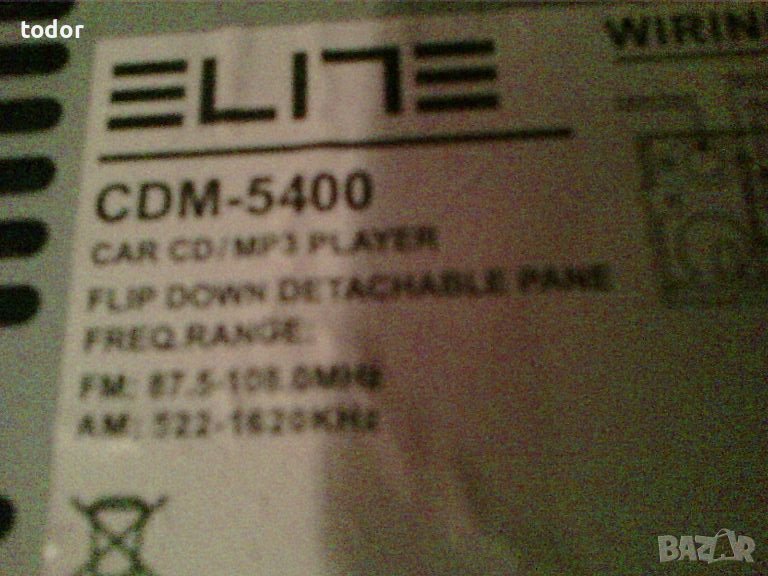 todor
WIRIN
ELITE
CDM-5400
CAR CD/MP3 PLAYER
FLIP DOWN DETACHABLE PANE
FREQ.RANGE:
FM: 87.5-108.0MHz
AM: 522-1620KHz
BAZAR